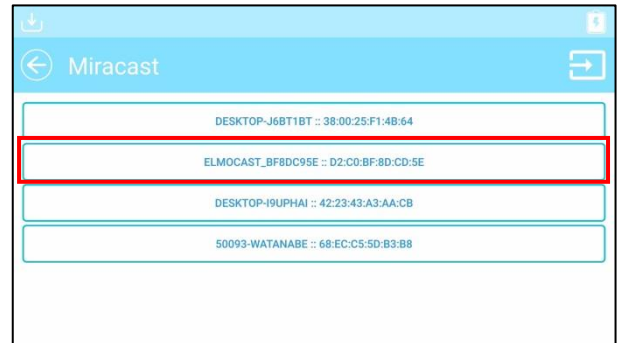 Miracast
DESKTOP-J6BT1BT :: 38:00:25:F1:4B:64
ELMOCAST_BF8DC95E :: D2:C0:BF:8D:CD:5E
DESKTOP-I9UPHAI :: 42:23:43:A3:AA:CB
50093-WATANABE :: 68:EC:C5:5D:B3:B8